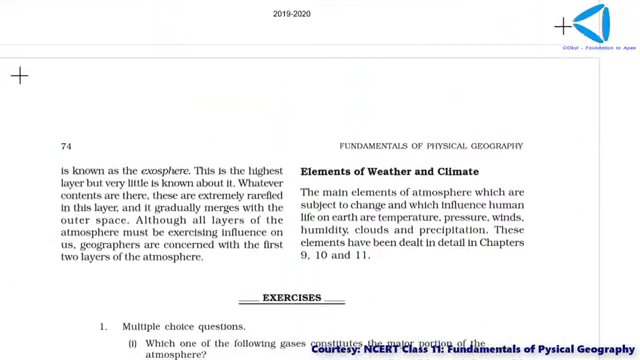 2019-2020
GOkul - Foundation to Apex
74
FUNDAMENTALS OF PHYSICAL GEOGRAPHY
is known as the exosphere. This is the highest
layer but very little is known about it. Whatever
contents are there, these are extremely rarefied
in this layer, and it gradually merges with the
outer space. Although all layers of the
atmosphere must be exercising influence on
us, geographers are concerned with the first
two layers of the atmosphere.
Elements of Weather and Climate
The main elements of atmosphere which are
subject to change and which influence human
life on earth are temperature, pressure, winds,
humidity, clouds and precipitation. These
elements have been dealt in detail in Chapters
9, 10 and 11.
EXERCISES
1. Multiple choice questions.
(i) Which one of the following gases constitutes the major portion of the
atmosphere?
Courtesy: NCERT Class 11: Fundamentals of Pysical Geography